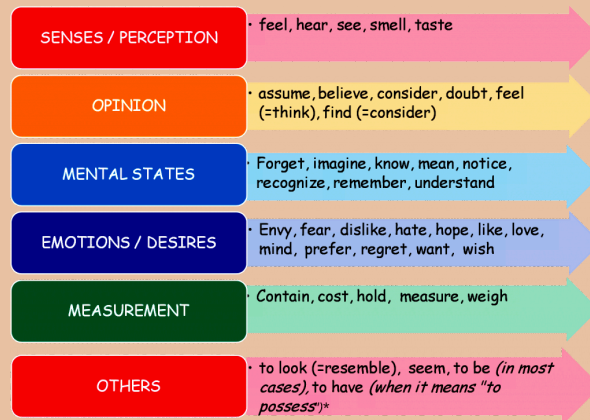 SENSES / PERCEPTION
• feel, hear, see, smell, taste
OPINION
• assume, believe, consider, doubt, feel
(=think), find (=consider)
MENTAL STATES
• Forget, imagine, know, mean, notice,
recognize, remember, understand
EMOTIONS / DESIRES
• Envy, fear, dislike, hate, hope, like, love,
mind, prefer, regret, want, wish
MEASUREMENT
• Contain, cost, hold, measure, weigh
OTHERS
• to look (=resemble), seem, to be (in most
cases), to have (when it means "to
possess")*